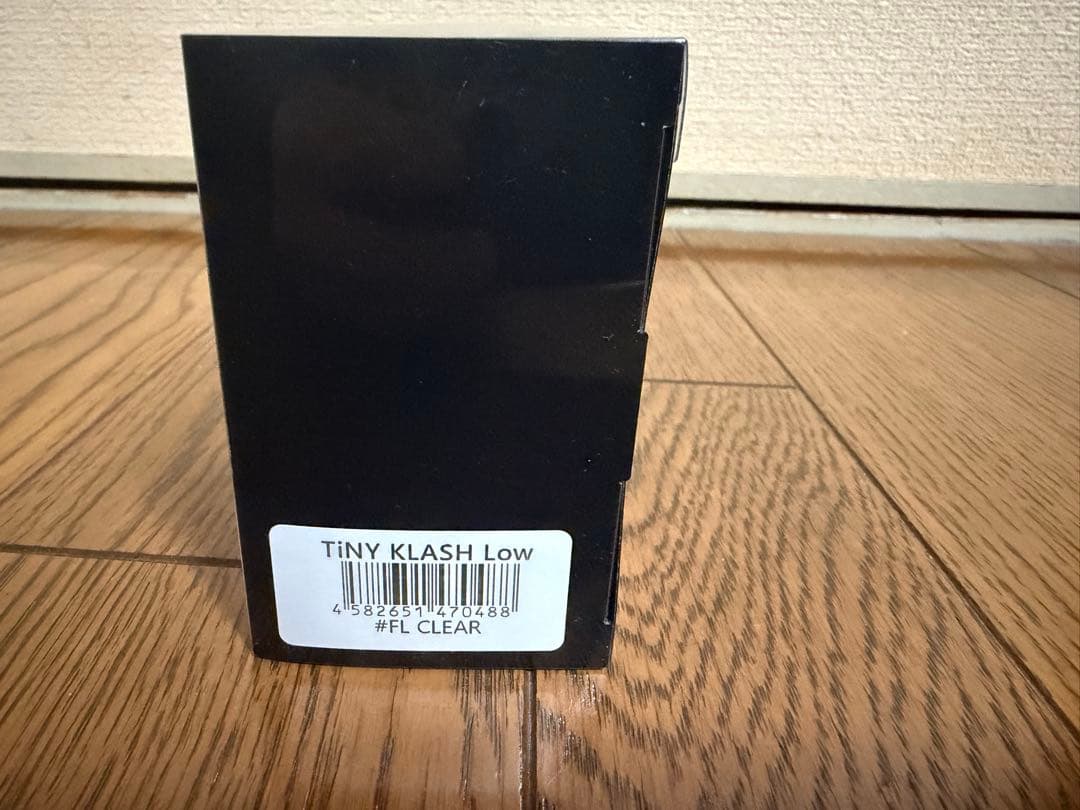 TiNY KLASH Low
4 582651 470488
#FL CLEAR